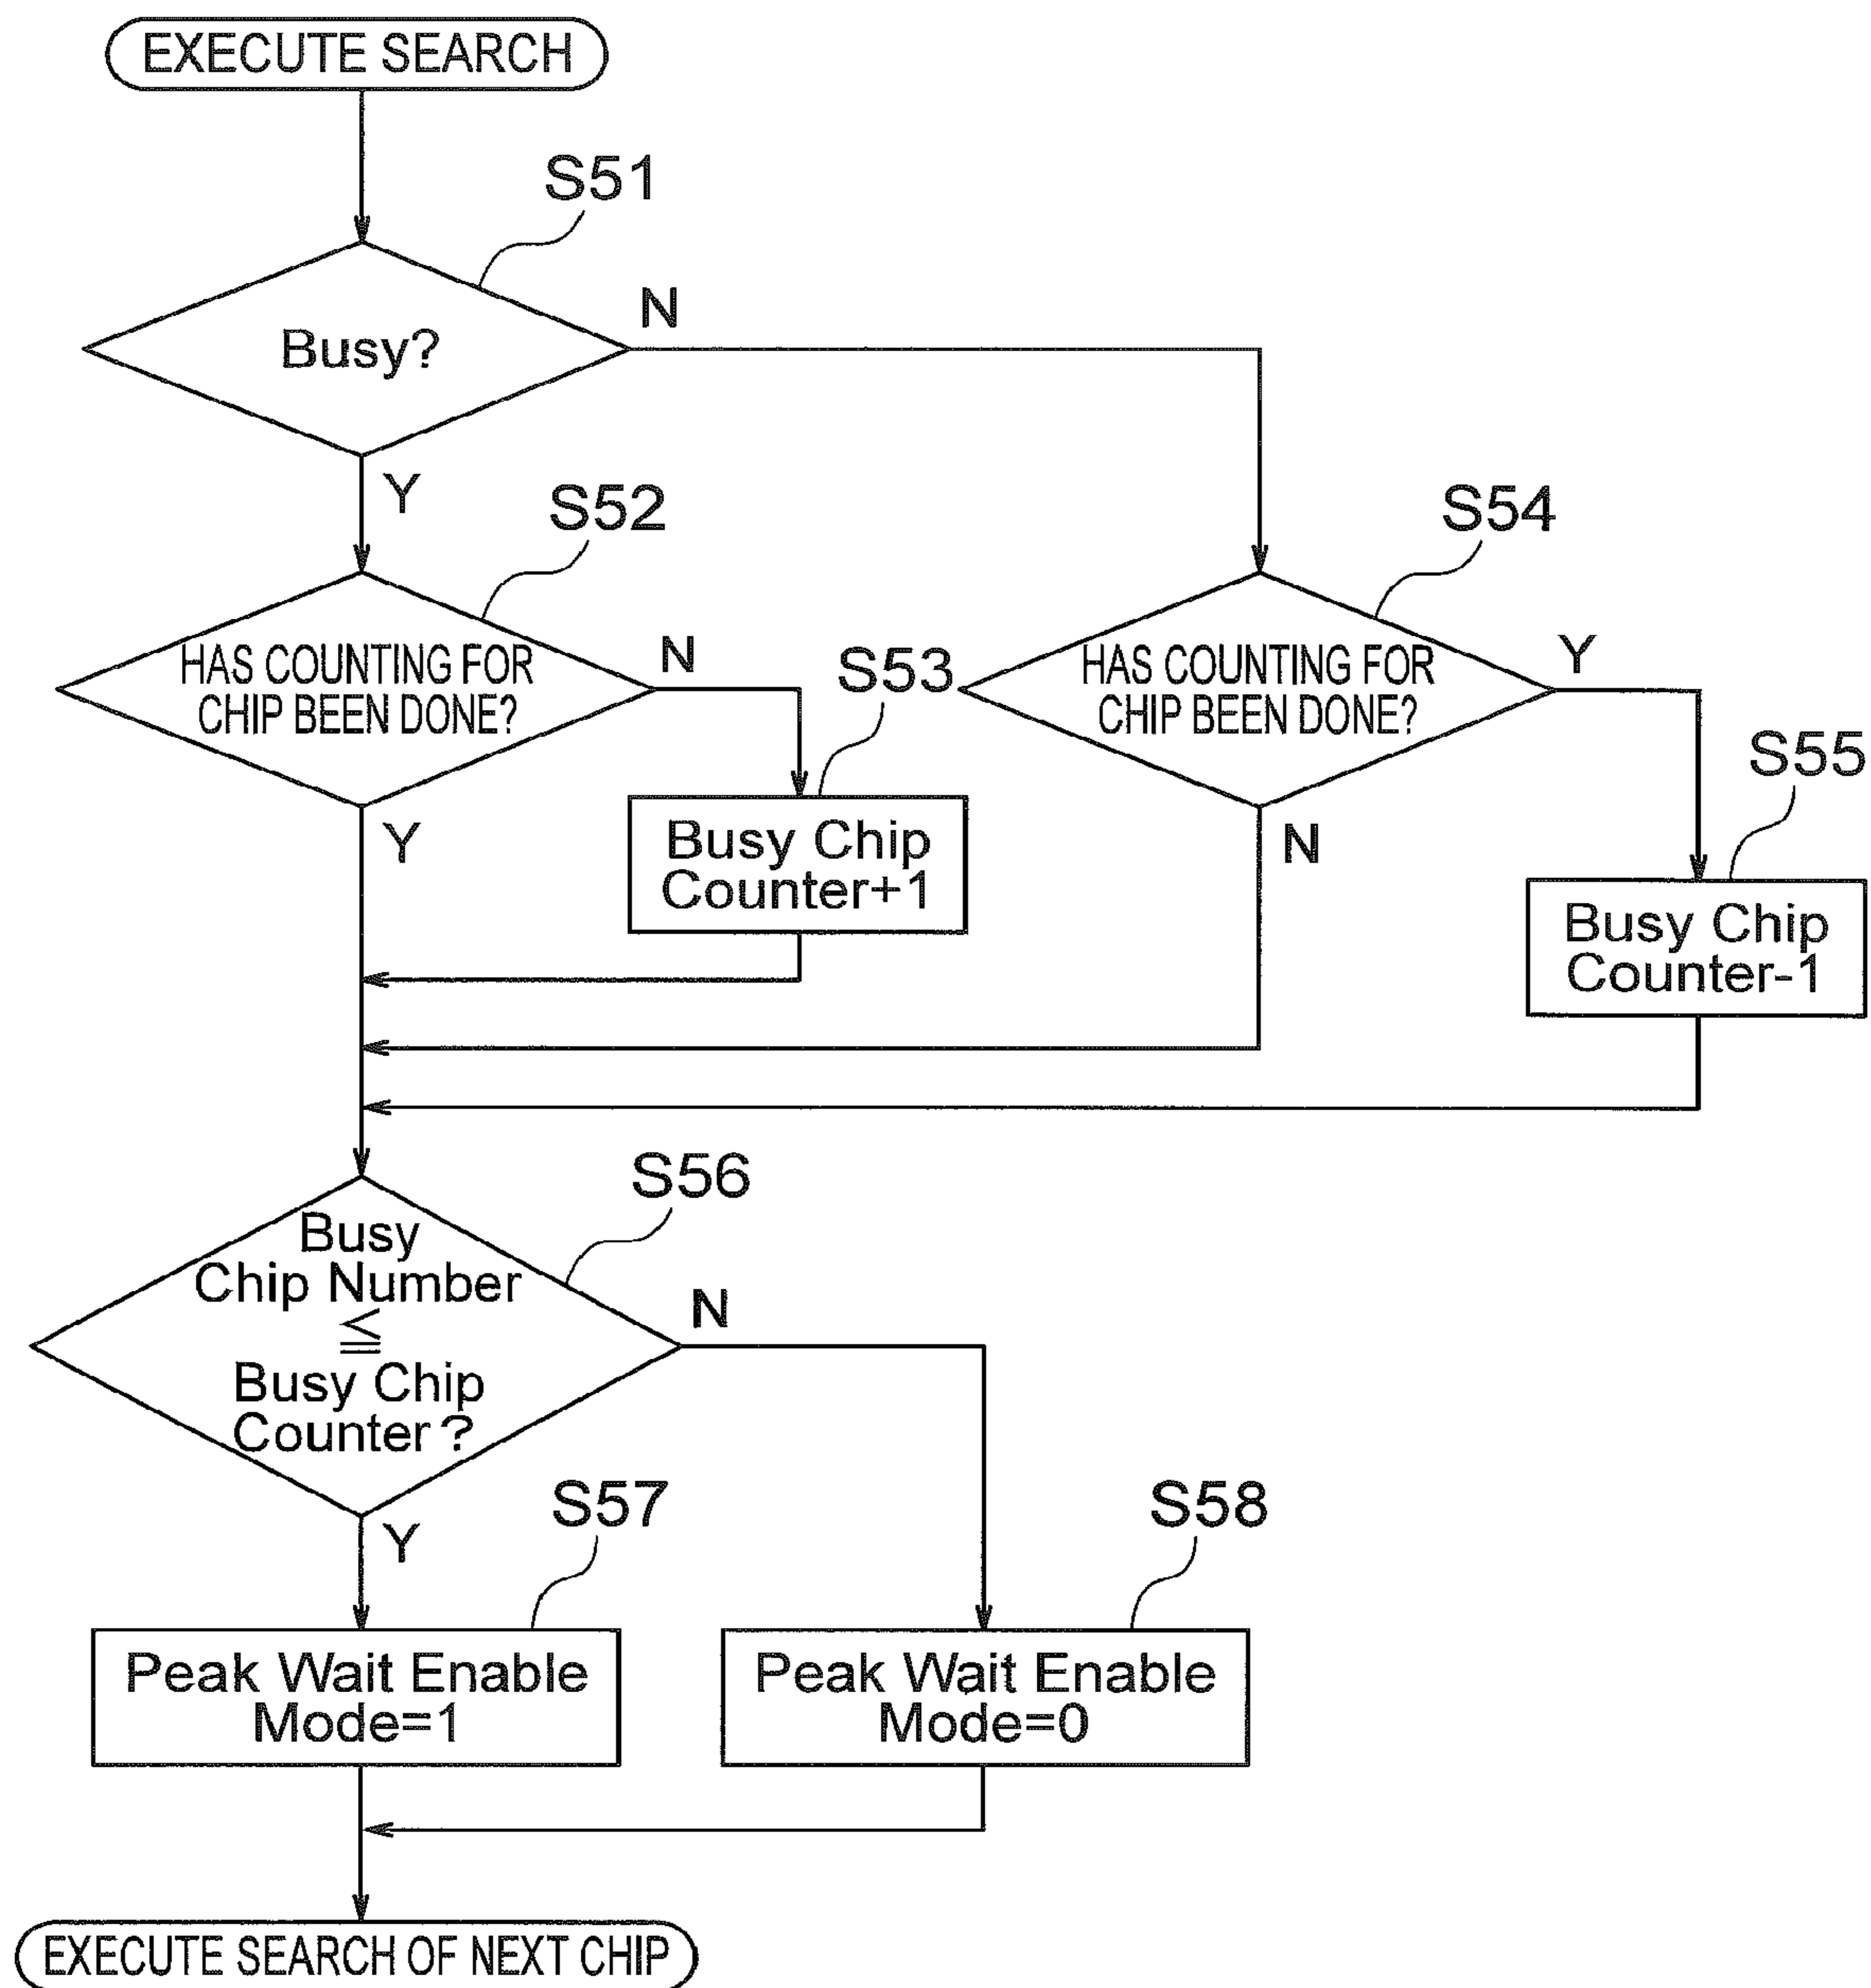 EXECUTE SEARCH
S51
Busy?
N
Y
S52
S54
HAS COUNTING FOR
CHIP BEEN DONE?
N
S53
HAS COUNTING FOR
CHIP BEEN DONE?
Y
S55
Y
Busy Chip
Counter+1
N
Busy Chip
Counter-1
S56
Busy
Chip Number
≦
Busy Chip
Counter?
N
Y
S57
S58
Peak Wait Enable
Mode=1
Peak Wait Enable
Mode=0
EXECUTE SEARCH OF NEXT CHIP